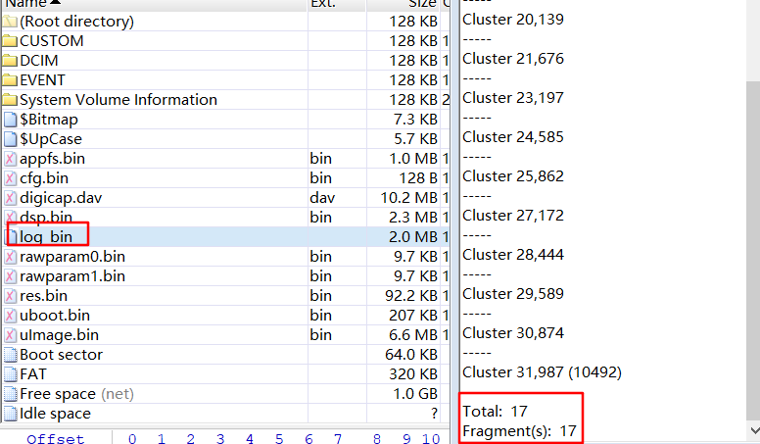 Name Ext. Size C
(Root directory) 128 KB
CUSTOM 128 KB 1
DCIM 128 KB 1
EVENT 128 KB 1
System Volume Information 128 KB 2
$Bitmap 7.3 KB
$UpCase 5.7 KB
appfs.bin bin 1.0 MB 1
cfg.bin bin 128 B 1
digicap.dav dav 10.2 MB 1
dsp.bin bin 2.3 MB 1
log_bin 2.0 MB 1
rawparam0.bin bin 9.7 KB 1
rawparam1.bin bin 9.7 KB 1
res.bin bin 92.2 KB 1
uboot.bin bin 207 KB 1
uImage.bin bin 6.6 MB 1
Boot sector 64.0 KB
FAT 320 KB
Free space (net) 1.0 GB
Idle space ?
Offset 0 1 2 3 4 5 6 7 8 9 10
-----
Cluster 20,139
-----
Cluster 21,676
-----
Cluster 23,197
-----
Cluster 24,585
-----
Cluster 25,862
-----
Cluster 27,172
-----
Cluster 28,444
-----
Cluster 29,589
-----
Cluster 30,874
-----
Cluster 31,987 (10492)
Total: 17
Fragment(s): 17